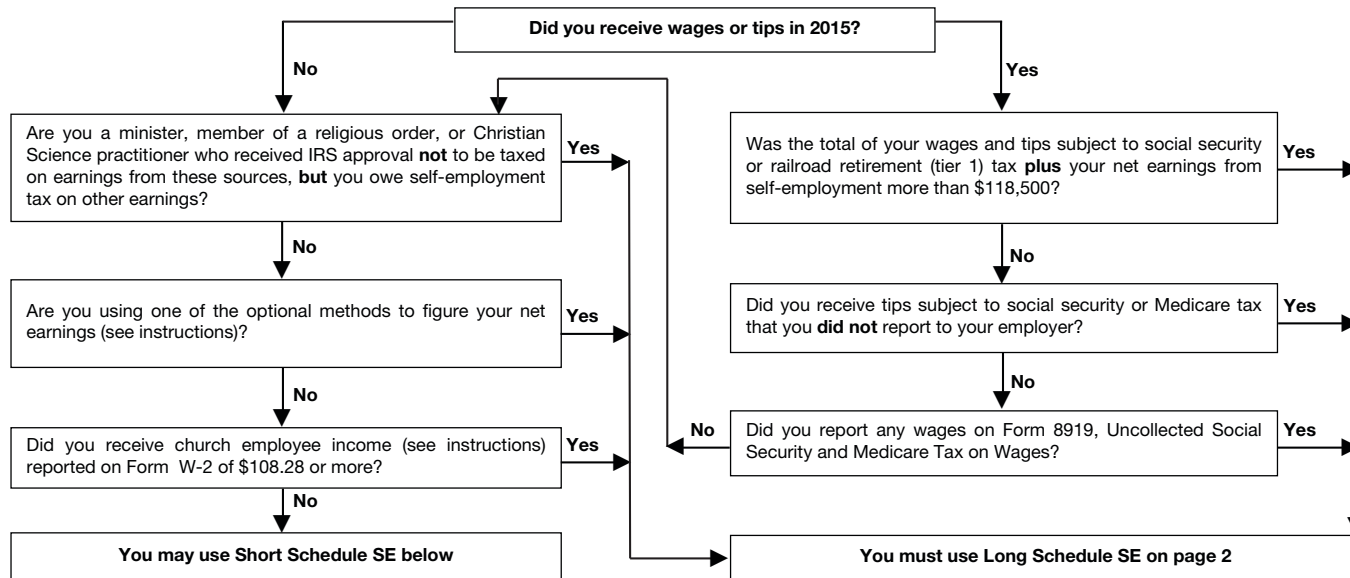 Did you receive wages or tips in 2015?
No
Yes
Are you a minister, member of a religious order, or Christian
Science practitioner who received IRS approval not to be taxed
on earnings from these sources, but you owe self-employment
tax on other earnings?
Yes
Was the total of your wages and tips subject to social security
or railroad retirement (tier 1) tax plus your net earnings from
self-employment more than $118,500?
Yes
No
No
Are you using one of the optional methods to figure your net
earnings (see instructions)?
Yes
Did you receive tips subject to social security or Medicare tax
that you did not report to your employer?
Yes
No
No
Did you receive church employee income (see instructions)
reported on Form W-2 of $108.28 or more?
Yes
No
Did you report any wages on Form 8919, Uncollected Social
Security and Medicare Tax on Wages?
Yes
No
You may use Short Schedule SE below
You must use Long Schedule SE on page 2